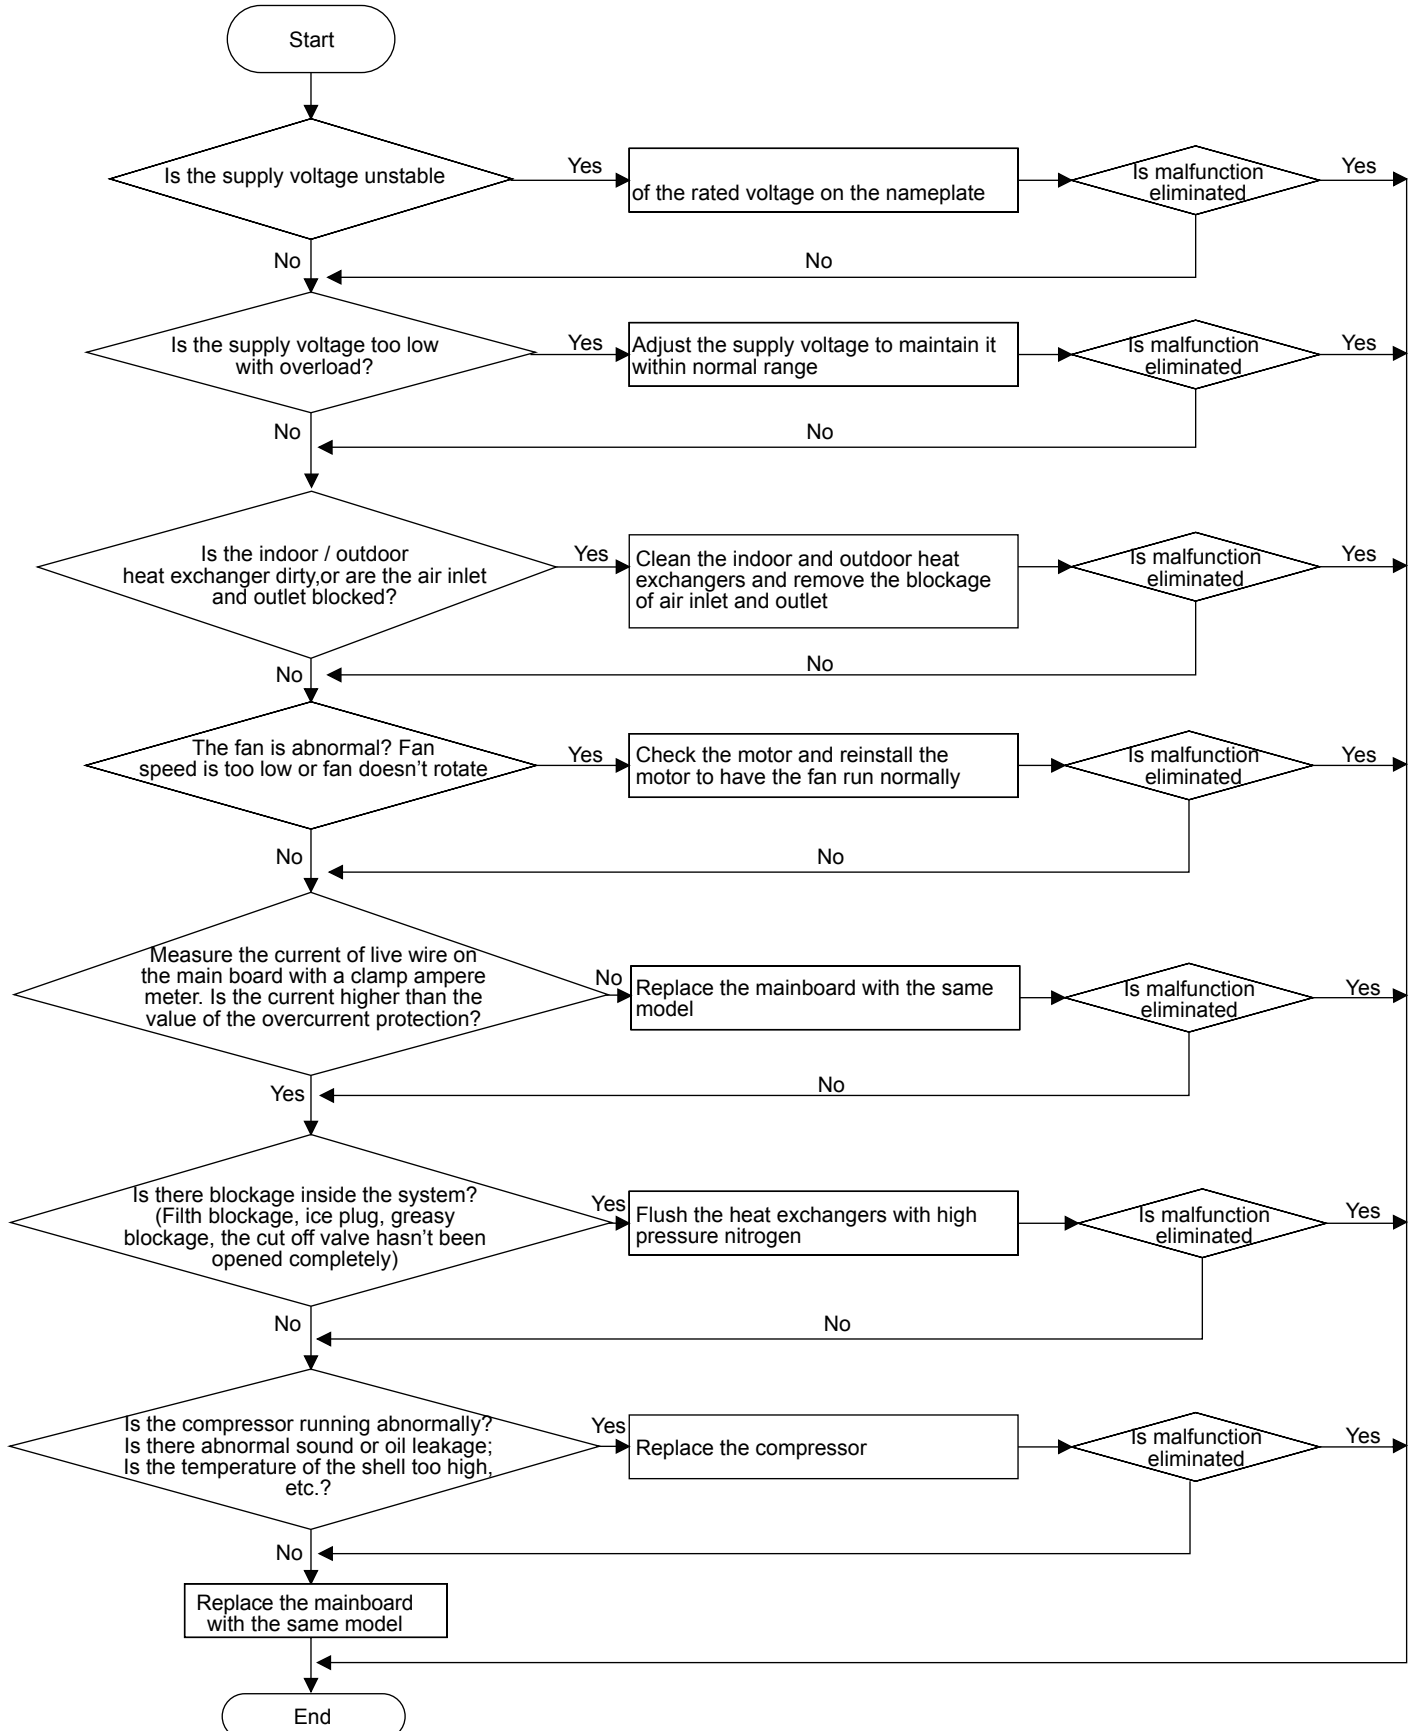 Start
Is the supply voltage unstable
Yes
of the rated voltage on the nameplate
Is malfunction
eliminated
Yes
No
No
Is the supply voltage too low
with overload?
Yes
Adjust the supply voltage to maintain it
within normal range
Is malfunction
eliminated
Yes
No
No
Is the indoor / outdoor
heat exchanger dirty,or are the air inlet
and outlet blocked?
Yes
Clean the indoor and outdoor heat
exchangers and remove the blockage
of air inlet and outlet
Is malfunction
eliminated
Yes
No
No
The fan is abnormal? Fan
speed is too low or fan doesn’t rotate
Yes
Check the motor and reinstall the
motor to have the fan run normally
Is malfunction
eliminated
Yes
No
No
Measure the current of live wire on
the main board with a clamp ampere
meter. Is the current higher than the
value of the overcurrent protection?
No
Replace the mainboard with the same
model
Is malfunction
eliminated
Yes
Yes
No
Is there blockage inside the system?
(Filth blockage, ice plug, greasy
blockage, the cut off valve hasn’t been
opened completely)
Yes
Flush the heat exchangers with high
pressure nitrogen
Is malfunction
eliminated
Yes
No
No
Is the compressor running abnormally?
Is there abnormal sound or oil leakage;
Is the temperature of the shell too high,
etc.?
Yes
Replace the compressor
Is malfunction
eliminated
Yes
No
Replace the mainboard
with the same model
End